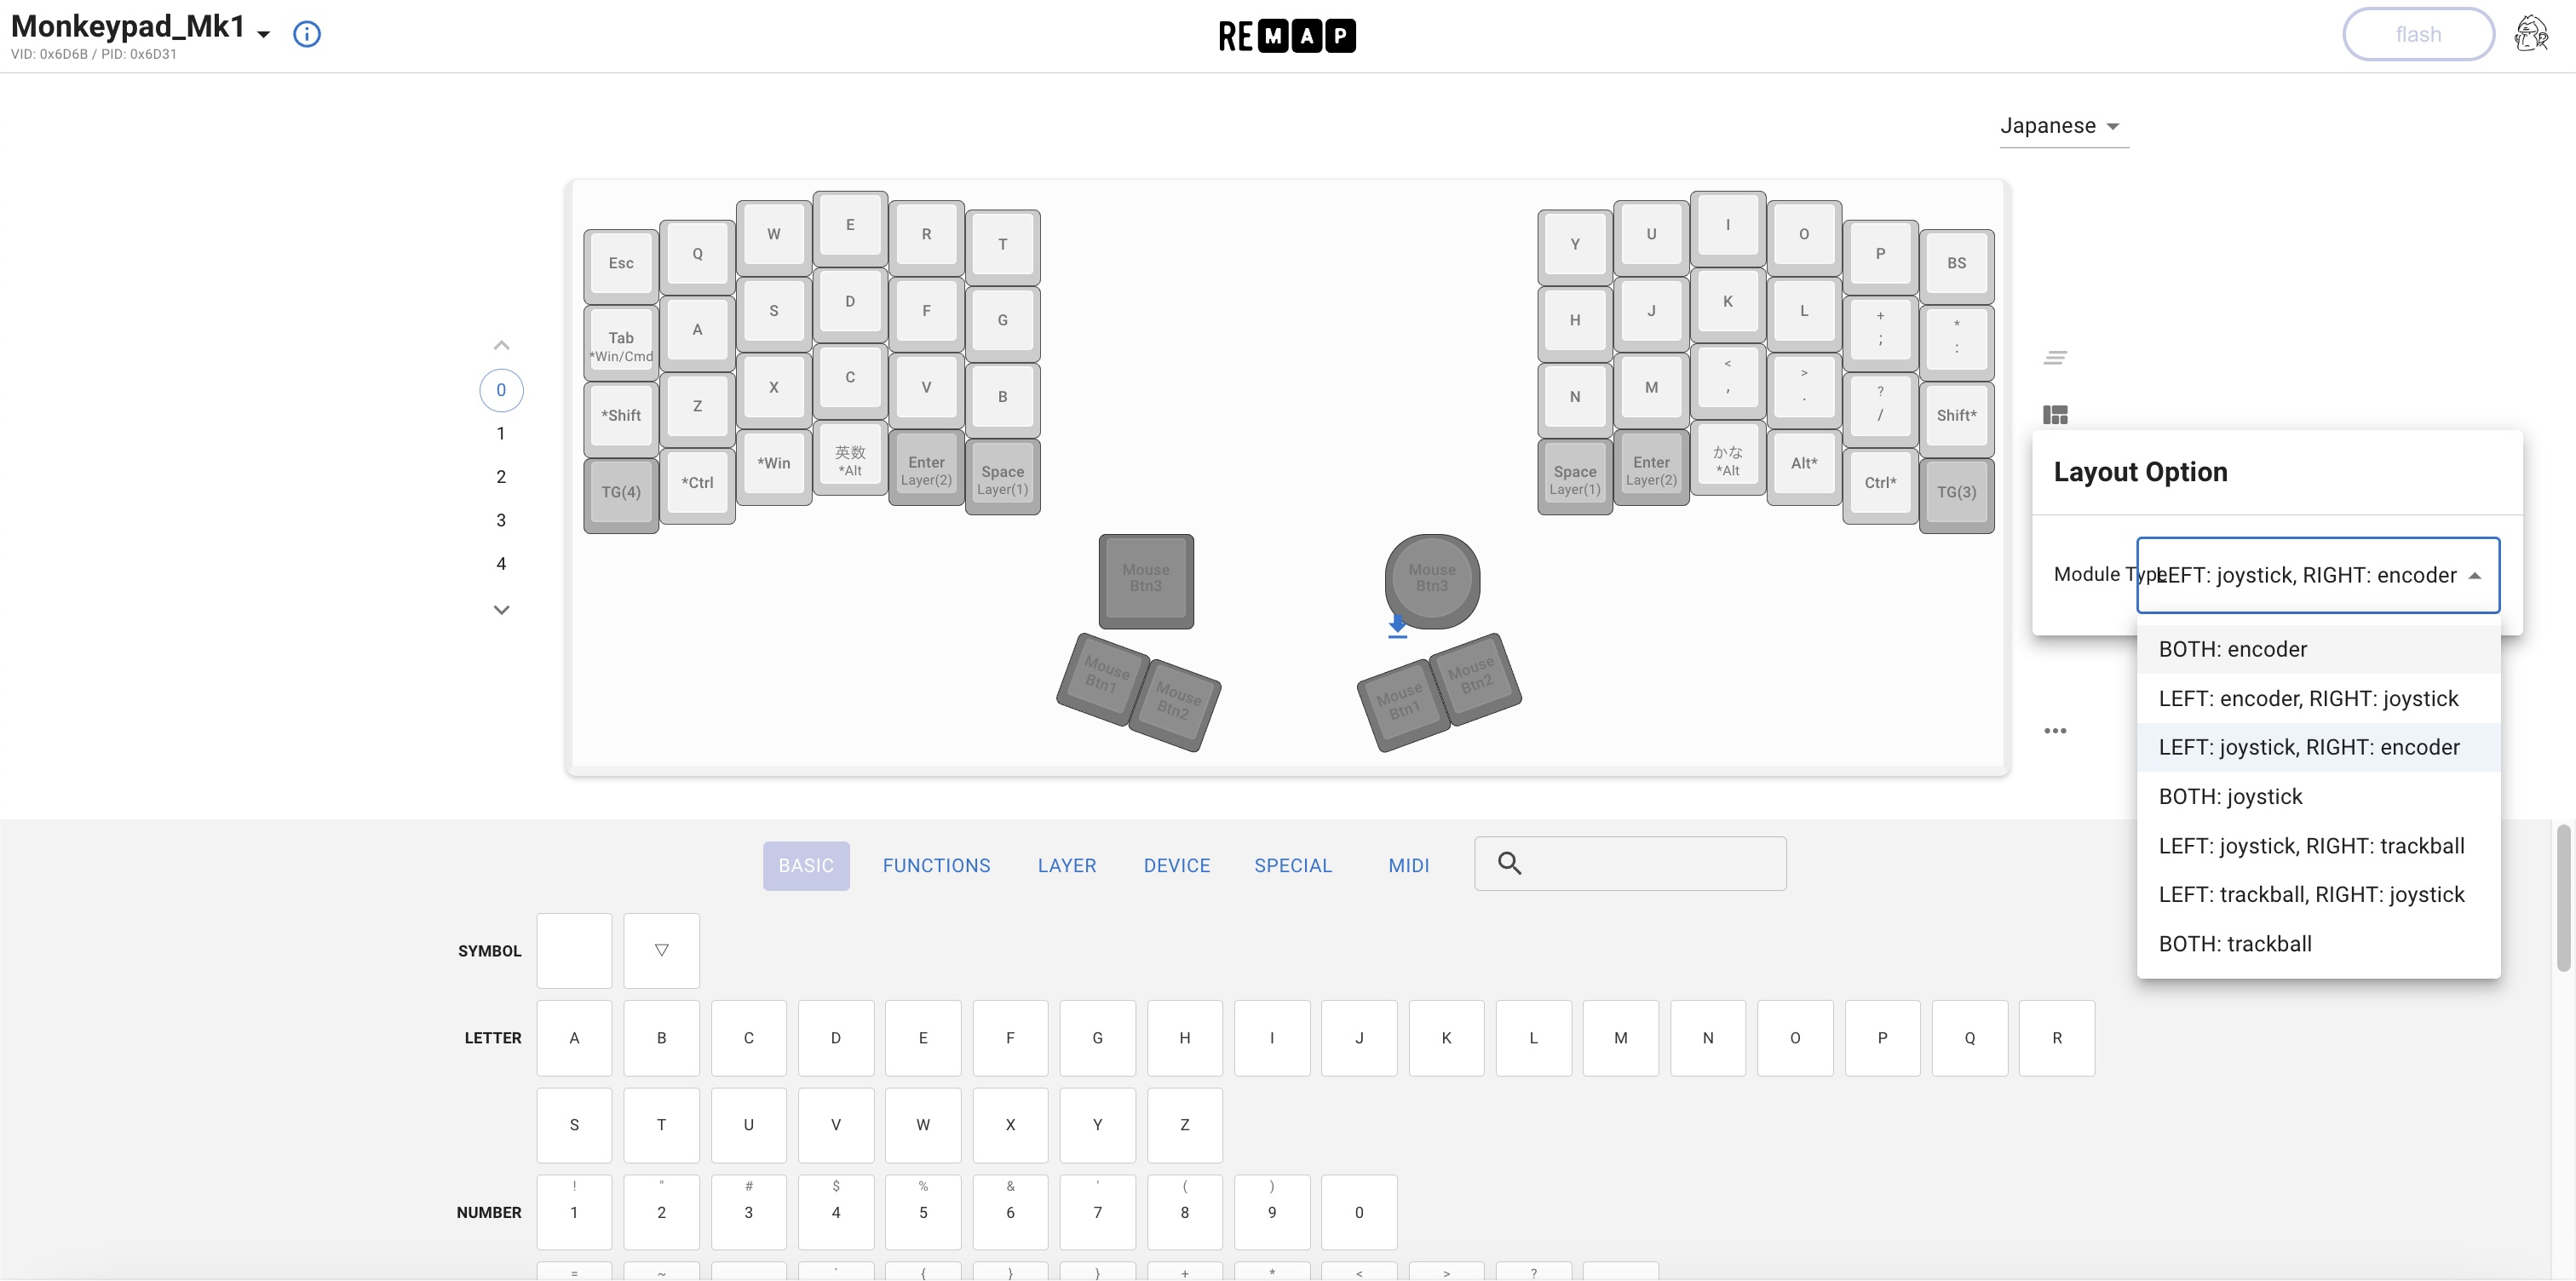 Monkeypad_Mk1
VID: 0x6D6B / PID: 0x6D31
REMAP
flash
Japanese
Esc Q W E R T
Y U I O P BS
Tab *Win/Cmd A S D F G
H J K L + ; * :
*Shift Z X C V B
N M < , > . ? / Shift*
TG(4) *Ctrl *Win 英数 *Alt Enter Layer(2) Space Layer(1)
Space Layer(1) Enter Layer(2) かな *Alt Alt* Ctrl* TG(3)
0
1
2
3
4
Mouse Btn3
Mouse Btn3
Mouse Btn1
Mouse Btn2
Mouse Btn1
Mouse Btn2
Layout Option
Module Type
LEFT: joystick, RIGHT: encoder
BOTH: encoder
LEFT: encoder, RIGHT: joystick
LEFT: joystick, RIGHT: encoder
BOTH: joystick
LEFT: joystick, RIGHT: trackball
LEFT: trackball, RIGHT: joystick
BOTH: trackball
BASIC FUNCTIONS LAYER DEVICE SPECIAL MIDI
SYMBOL ▽
LETTER A B C D E F G H I J K L M N O P Q R
S T U V W X Y Z
! " # $ % & ' ( )
NUMBER 1 2 3 4 5 6 7 8 9 0
= ~ ` { } } + * < > ?